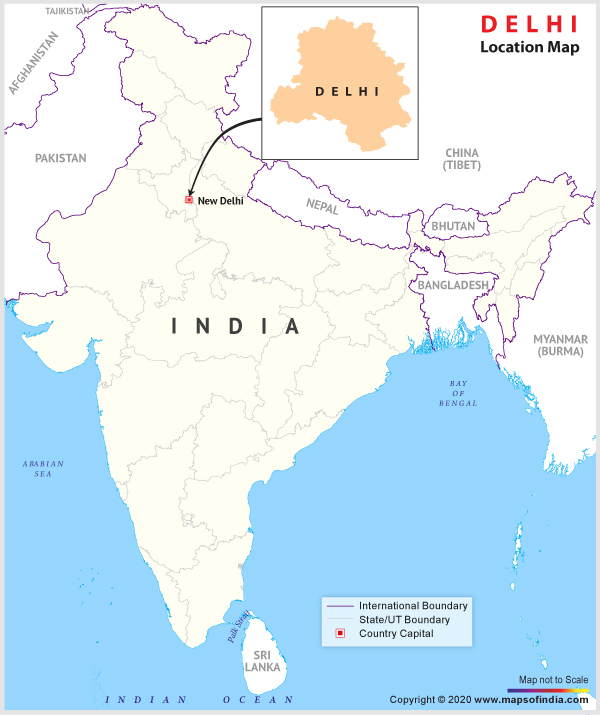 TAJIKISTAN
AFGHANISTAN
DELHI
Location Map
DELHI
PAKISTAN
CHINA
(TIBET)
New Delhi
NEPAL
BHUTAN
BANGLADESH
INDIA
MYANMAR
(BURMA)
BAY
OF
BENGAL
ARABIAN
SEA
International Boundary
State/UT Boundary
Country Capital
Palk Strait
SRI
LANKA
Map not to Scale
INDIAN OCEAN
Copyright © 2020 www.mapsofindia.com